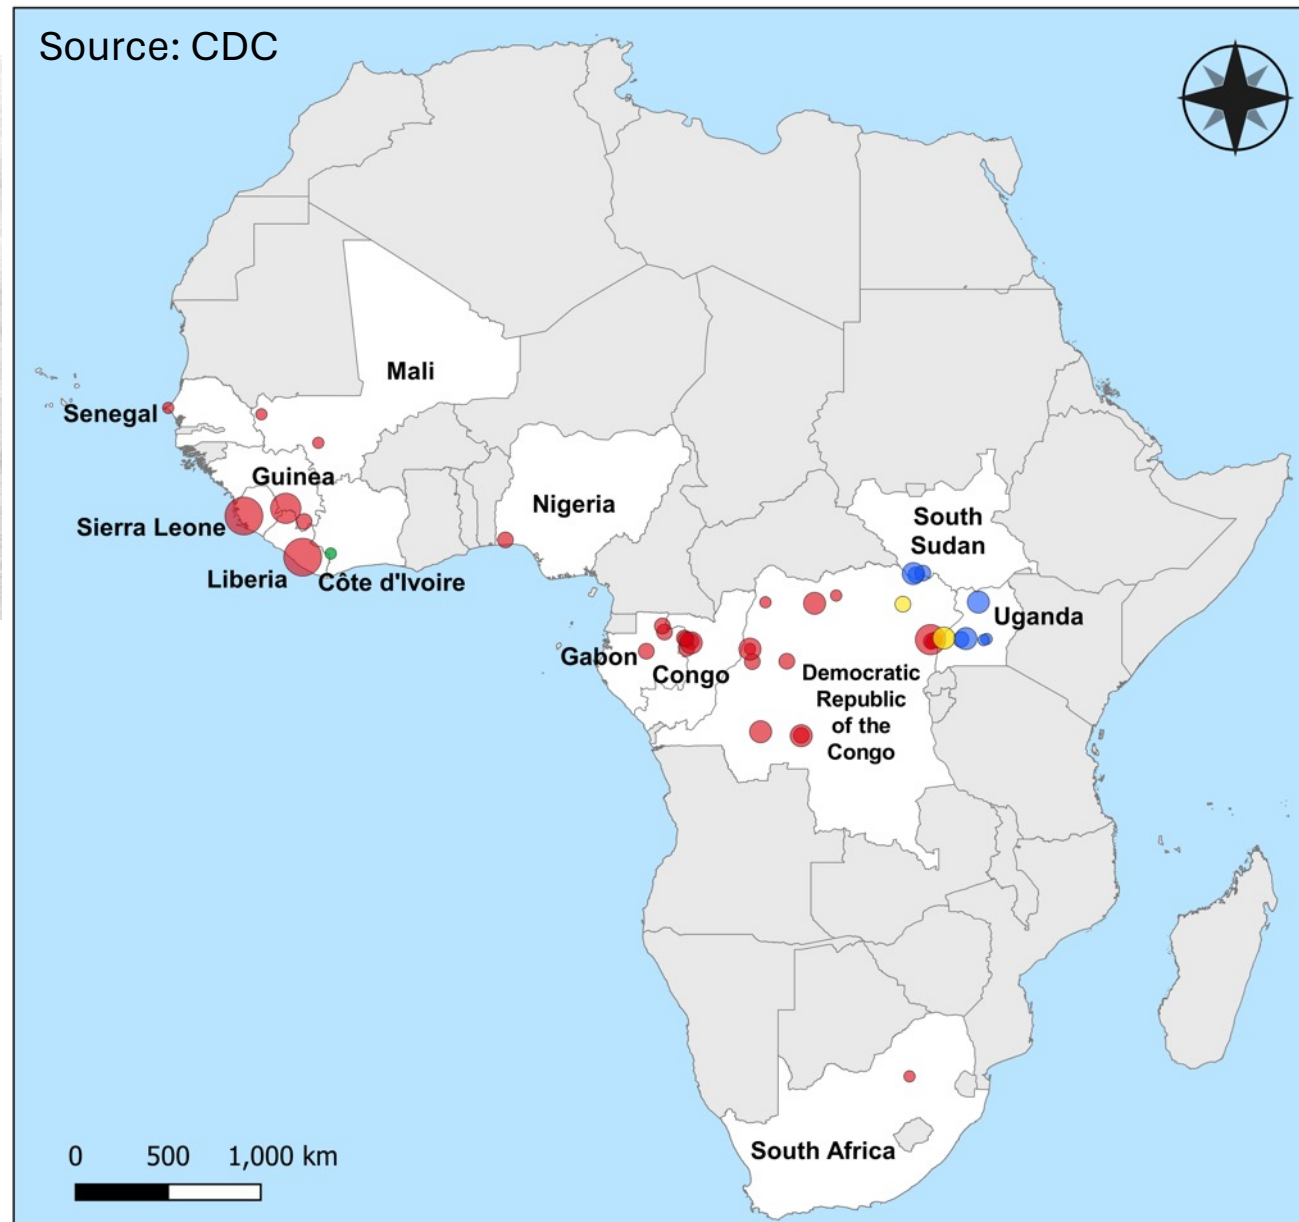 Source: CDC
Mali
Senegal
Guinea
Nigeria
Sierra Leone
South
Sudan
Liberia
Côte d'Ivoire
Uganda
Gabon
Congo
Democratic
Republic
of the
Congo
South Africa
0 500 1,000 km